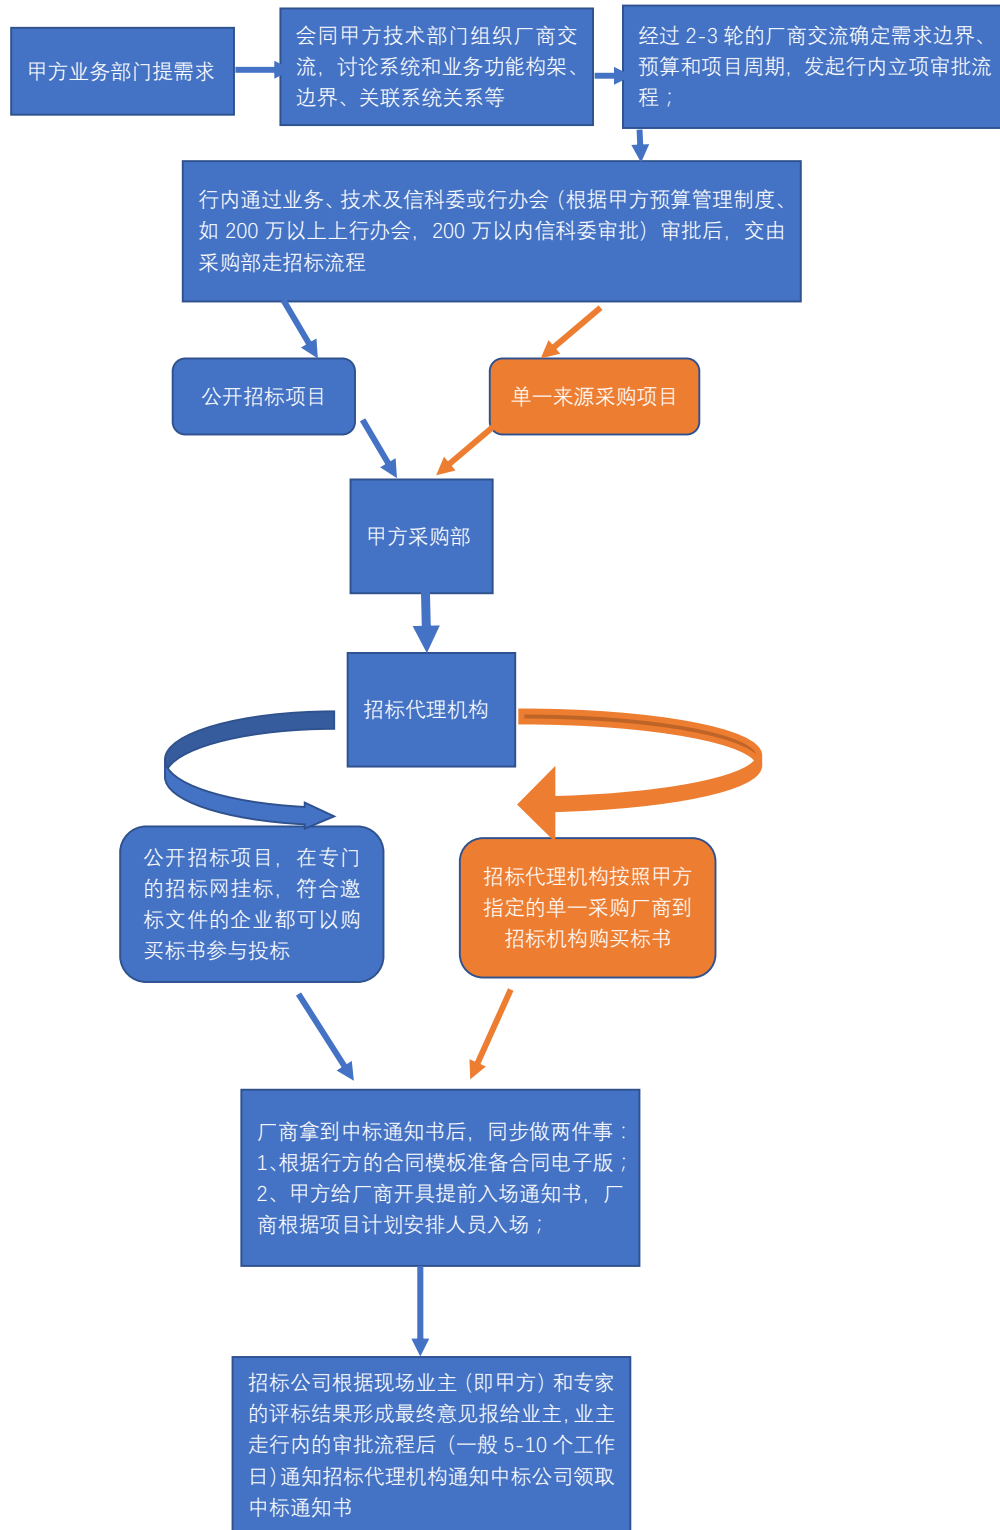 甲方业务部门提需求
会同甲方技术部门组织厂商交
流，讨论系统和业务功能构架、
边界、关联系统关系等
经过 2-3 轮的厂商交流确定需求边界、
预算和项目周期，发起行内立项审批流
程；
行内通过业务、技术及信科委或行办会（根据甲方预算管理制度、
如 200 万以上上行办会，200 万以内信科委审批）审批后，交由
采购部走招标流程
公开招标项目
单一来源采购项目
甲方采购部
招标代理机构
公开招标项目，在专门
的招标网挂标，符合邀
标文件的企业都可以购
买标书参与投标
招标代理机构按照甲方
指定的单一采购厂商到
招标机构购买标书
厂商拿到中标通知书后，同步做两件事：
1、根据行方的合同模板准备合同电子版；
2、甲方给厂商开具提前入场通知书，厂
商根据项目计划安排人员入场；
招标公司根据现场业主（即甲方）和专家
的评标结果形成最终意见报给业主，业主
走行内的审批流程后（一般 5-10 个工作
日）通知招标代理机构通知中标公司领取
中标通知书